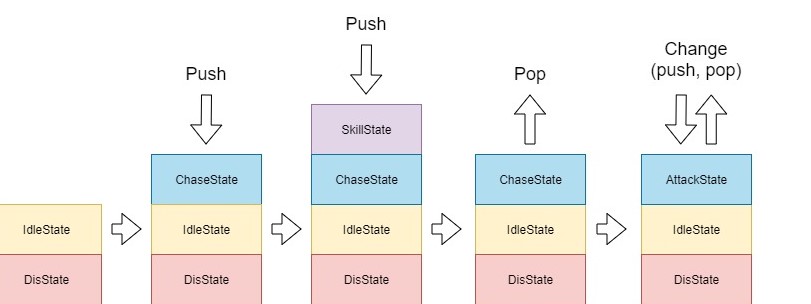 Push
Push
Pop
Change
(push, pop)
SkillState
ChaseState
ChaseState
ChaseState
AttackState
IdleState
IdleState
IdleState
IdleState
IdleState
DisState
DisState
DisState
DisState
DisState